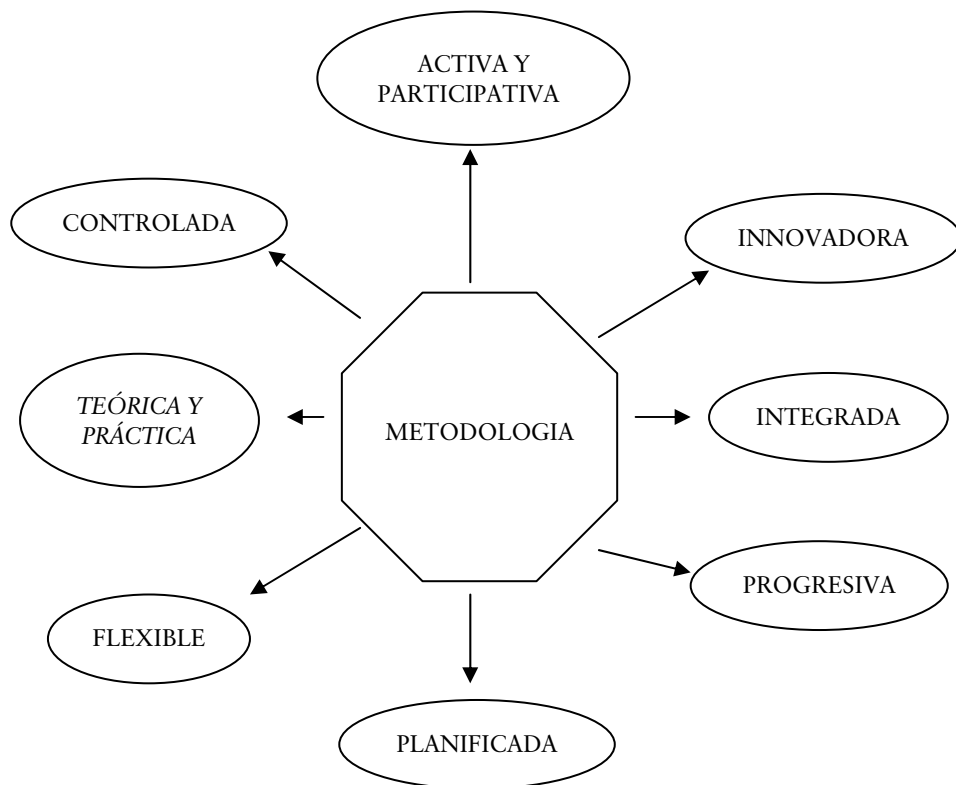 ACTIVA Y
PARTICIPATIVA
CONTROLADA
INNOVADORA
TEÓRICA Y
PRÁCTICA
METODOLOGIA
INTEGRADA
PROGRESIVA
FLEXIBLE
PLANIFICADA